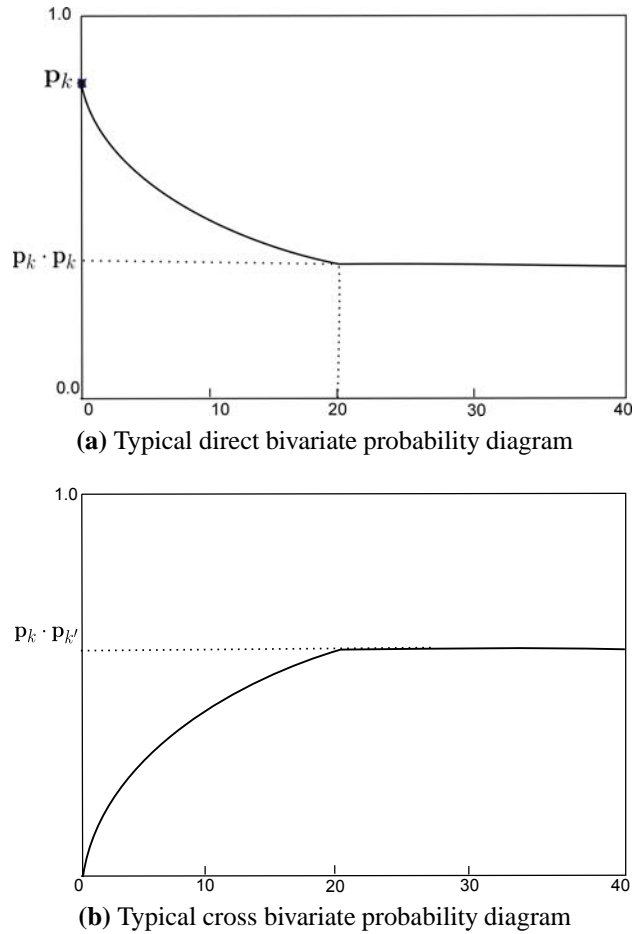 1.0
p_k
p_k · p_k
0.0
0 10 20 30 40
(a) Typical direct bivariate probability diagram
1.0
p_k · p_k'
0 10 20 30 40
(b) Typical cross bivariate probability diagram